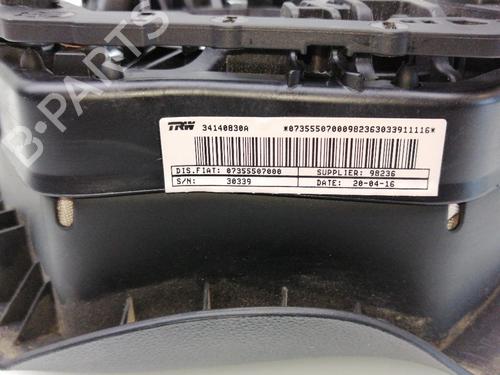 TRW 34140830A *07355507000982363033911116*
DIS.FIAT: 07355507000 SUPPLIER: 98236
S/N: 30339 DATE: 20-04-16
B-PARTS